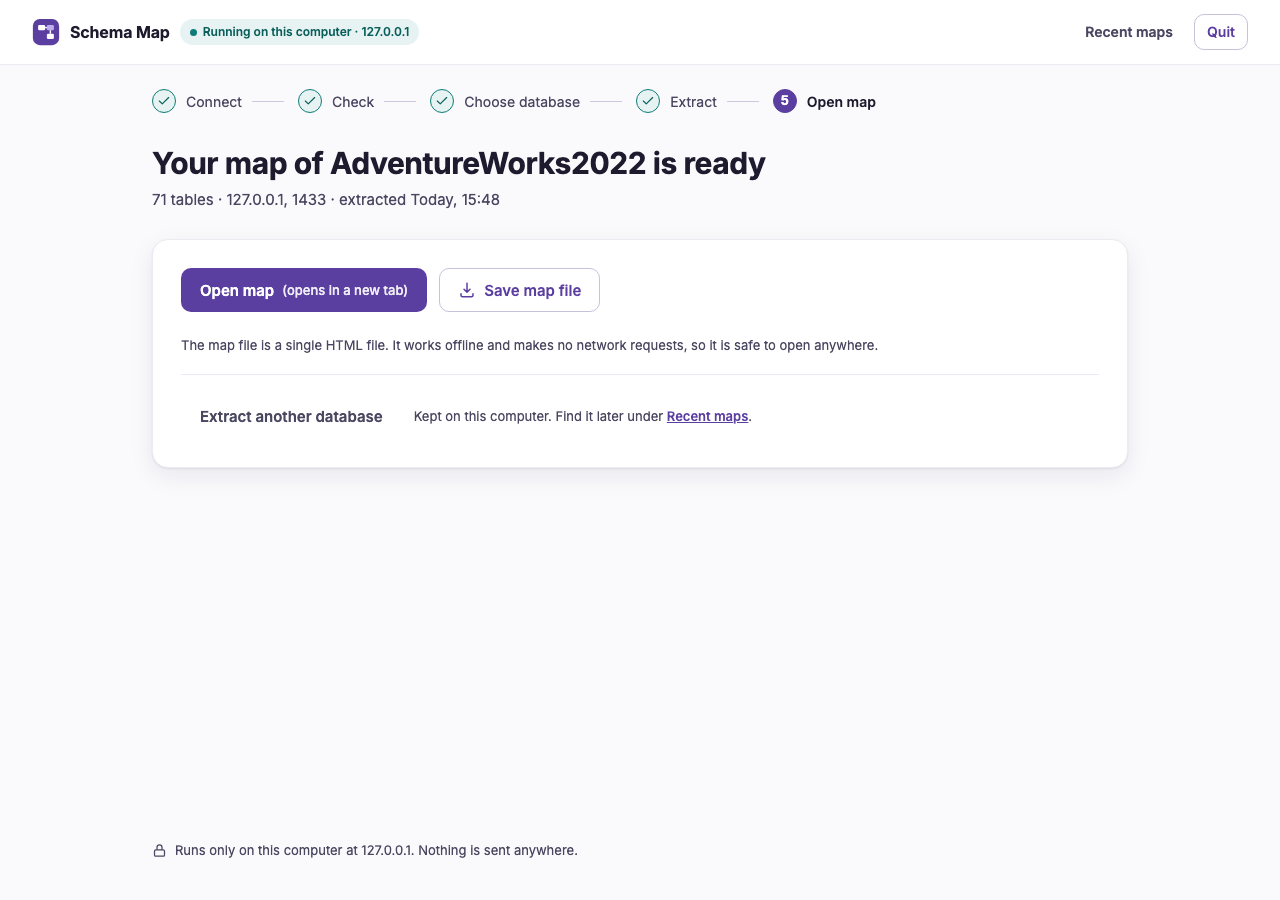 Schema Map
Running on this computer · 127.0.0.1
Recent maps
Quit
Connect
Check
Choose database
Extract
5
Open map
Your map of AdventureWorks2022 is ready
71 tables · 127.0.0.1, 1433 · extracted Today, 15:48
Open map (opens in a new tab)
Save map file
The map file is a single HTML file. It works offline and makes no network requests, so it is safe to open anywhere.
Extract another database
Kept on this computer. Find it later under Recent maps.
Runs only on this computer at 127.0.0.1. Nothing is sent anywhere.